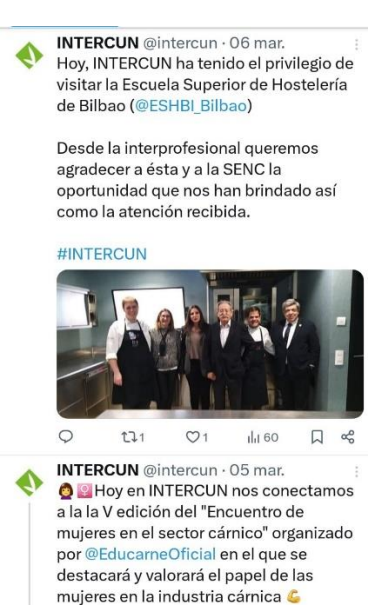 INTERCUN @intercun · 06 mar.
Hoy, INTERCUN ha tenido el privilegio de
visitar la Escuela Superior de Hostelería
de Bilbao (@ESHBI_Bilbao)
Desde la interprofesional queremos
agradecer a ésta y a la SENC la
oportunidad que nos han brindado así
como la atención recibida.
#INTERCUN
1 1 60
INTERCUN @intercun · 05 mar.
Hoy en INTERCUN nos conectamos
a la la V edición del "Encuentro de
mujeres en el sector cárnico" organizado
por @EducarneOficial en el que se
destacará y valorará el papel de las
mujeres en la industria cárnica